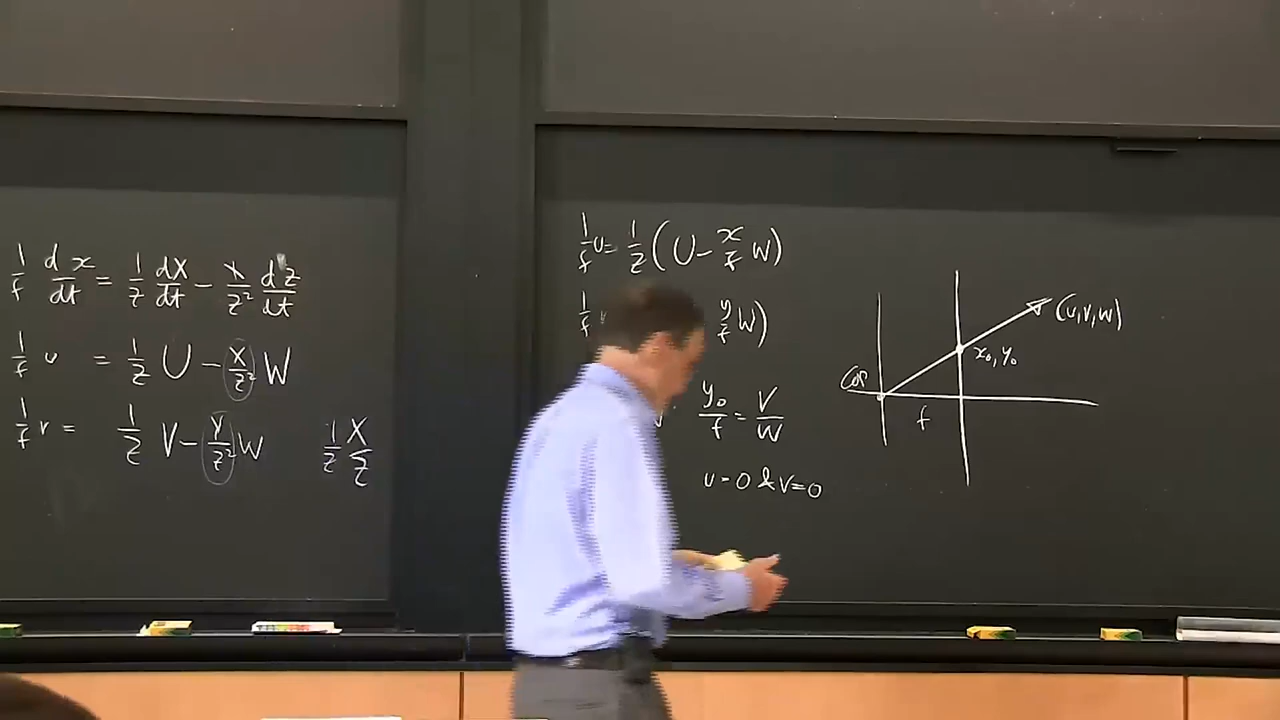 1/f dx/dt = 1/Z dX/dt − X/Z² dZ/dt
1/f u = 1/Z U − X/Z² W
1/f v = 1/Z V − Y/Z² W
1/Z X/Z
1/f u = 1/Z (U − x/f W)
1/f
y/f W)
y₀/f = V/W
u = 0 & v = 0
(U, V, W)
x₀, y₀
COP
f